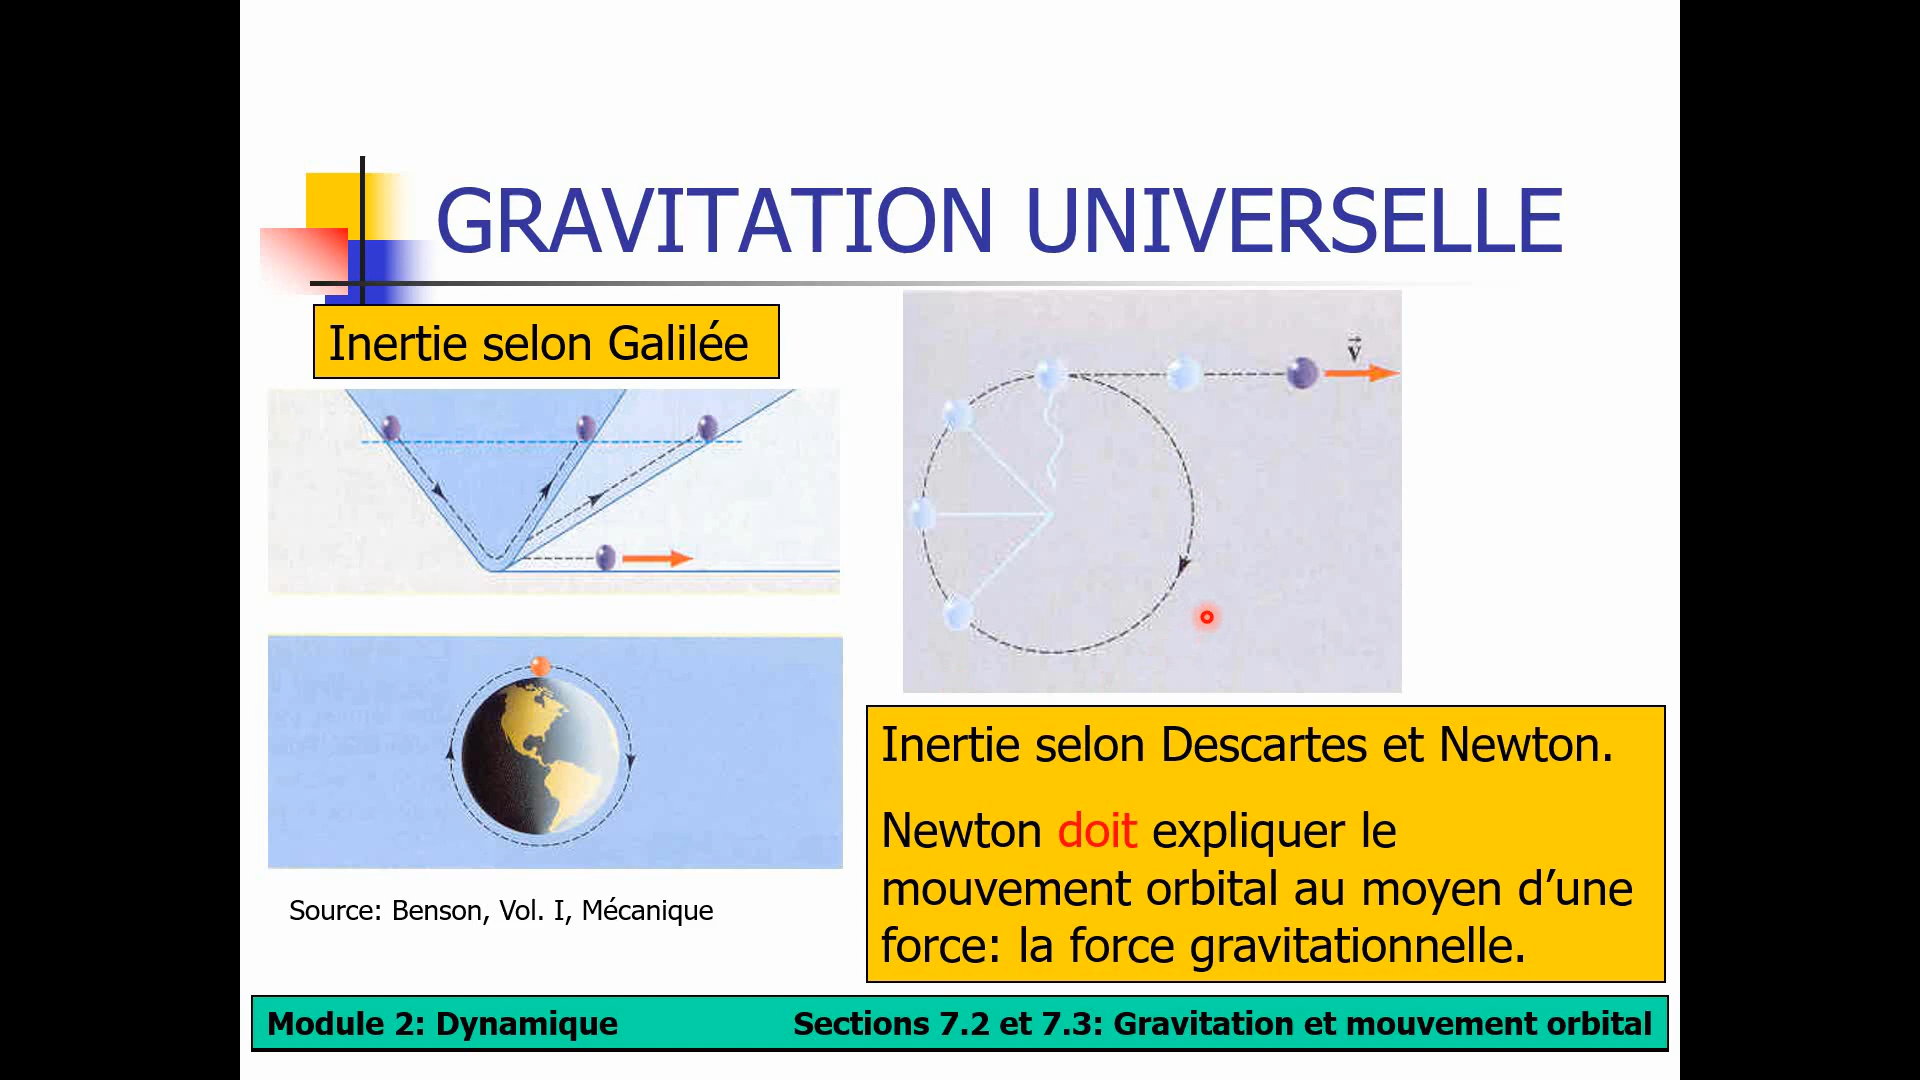 GRAVITATION UNIVERSELLE
Inertie selon Galilée
v
Source: Benson, Vol. I, Mécanique
Inertie selon Descartes et Newton.
Newton doit expliquer le
mouvement orbital au moyen d’une
force: la force gravitationnelle.
Module 2: Dynamique
Sections 7.2 et 7.3: Gravitation et mouvement orbital